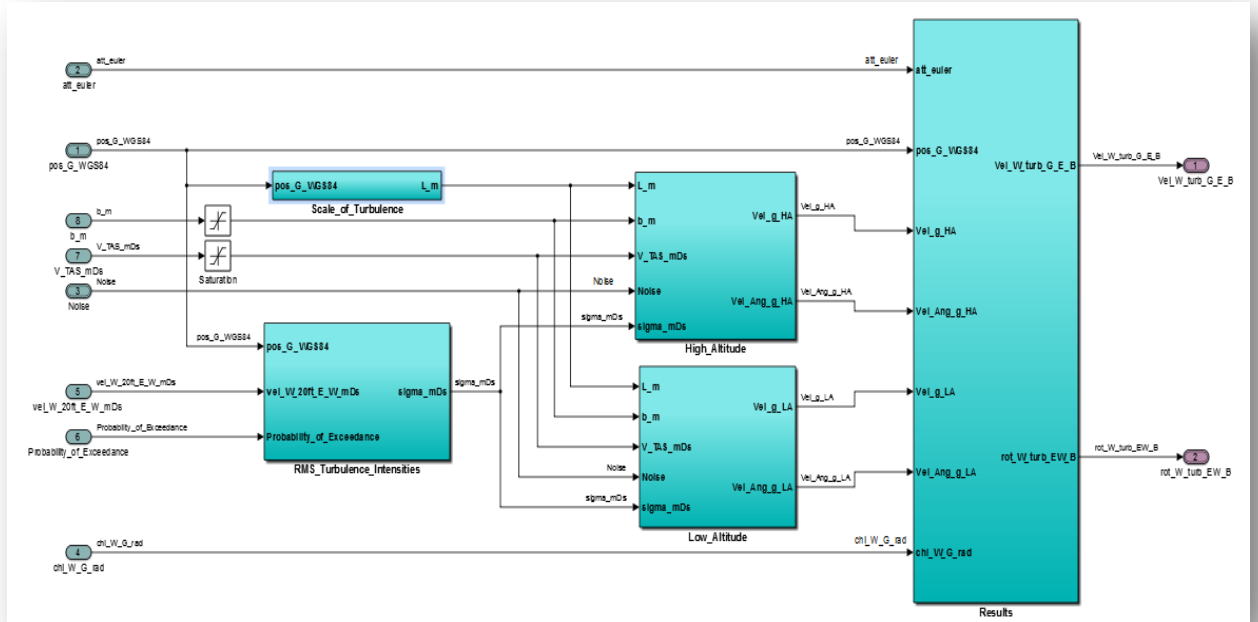 att_euler
2
att_euler
att_euler
att_euler
pos_G_WGS84
1
pos_G_WGS84
pos_G_WGS84
pos_G_WGS84
Vel_W_turb_G_E_B
Vel_W_turb_G_E_B
1
Vel_W_turb_G_E_B
pos_G_WGS84
L_m
Scale_of_Turbulence
b_m
8
b_m
V_TAS_mDs
7
V_TAS_mDs
Saturation
Noise
3
Noise
Noise
sigma_mDs
L_m
b_m
V_TAS_mDs
Noise
sigma_mDs
Vel_g_HA
Vel_Ang_g_HA
High_Altitude
Vel_g_HA
Vel_Ang_g_HA
Vel_g_HA
Vel_Ang_g_HA
pos_G_WGS84
pos_G_WGS84
vel_W_20ft_E_W_mDs
5
vel_W_20ft_E_W_mDs
vel_W_20ft_E_W_mDs
sigma_mDs
sigma_mDs
Probability_of_Exceedance
6
Probability_of_Exceedance
Probability_of_Exceedance
RMS_Turbulence_Intensities
L_m
b_m
V_TAS_mDs
Noise
Noise
sigma_mDs
sigma_mDs
Vel_g_LA
Vel_Ang_g_LA
Low_Altitude
Vel_g_LA
Vel_Ang_g_LA
Vel_g_LA
Vel_Ang_g_LA
rot_W_turb_EW_B
rot_W_turb_EW_B
2
rot_W_turb_EW_B
chi_W_G_rad
4
chi_W_G_rad
chi_W_G_rad
chi_W_G_rad
Results